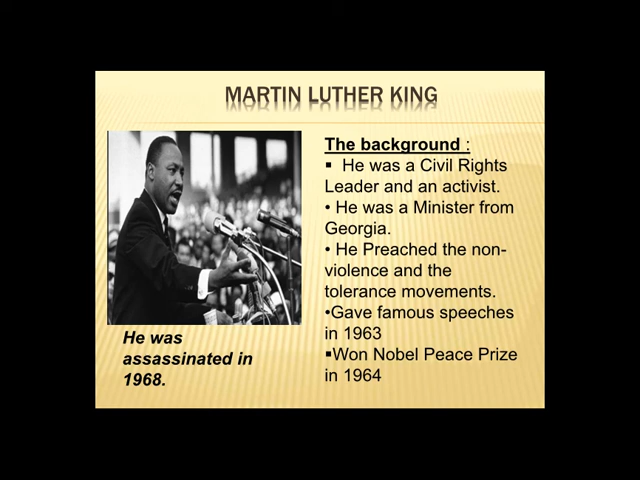 MARTIN LUTHER KING
The background :
▪ He was a Civil Rights
Leader and an activist.
• He was a Minister from
Georgia.
• He Preached the non-
violence and the
tolerance movements.
•Gave famous speeches
in 1963
▪Won Nobel Peace Prize
in 1964
He was
assassinated in
1968.